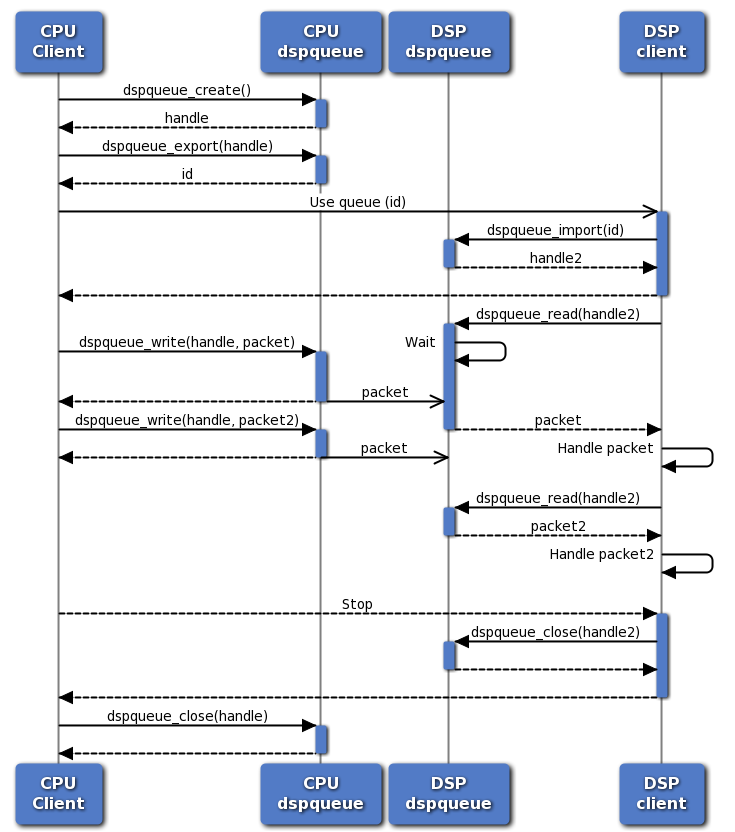 CPU
Client
CPU
dspqueue
DSP
dspqueue
DSP
client
dspqueue_create()
handle
dspqueue_export(handle)
id
Use queue (id)
dspqueue_import(id)
handle2
dspqueue_read(handle2)
Wait
dspqueue_write(handle, packet)
packet
dspqueue_write(handle, packet2)
packet
Handle packet
packet
dspqueue_read(handle2)
packet2
Handle packet2
Stop
dspqueue_close(handle2)
dspqueue_close(handle)
CPU
Client
CPU
dspqueue
DSP
dspqueue
DSP
client